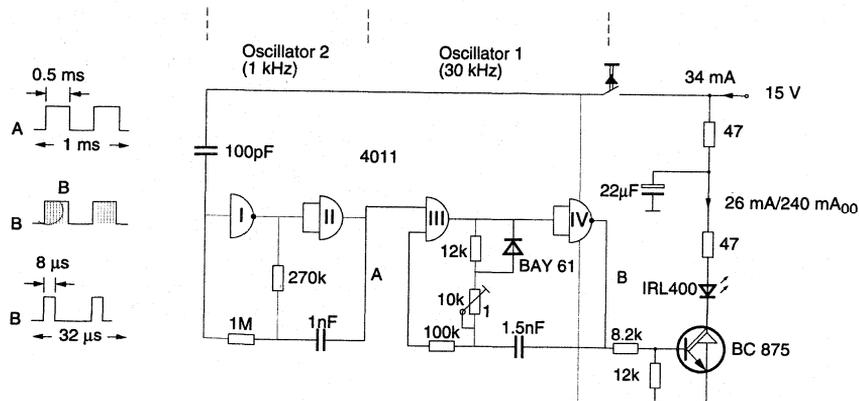 Oscillator 2
(1 kHz)
Oscillator 1
(30 kHz)
0.5 ms
A
1 ms
B
B
8 µs
B
32 µs
34 mA
15 V
47
100pF
4011
22µF
26 mA/240 mA00
I
II
III
IV
12k
BAY 61
47
270k
A
10k
1
B
IRL400
1M
1nF
100k
1.5nF
8.2k
BC 875
12k